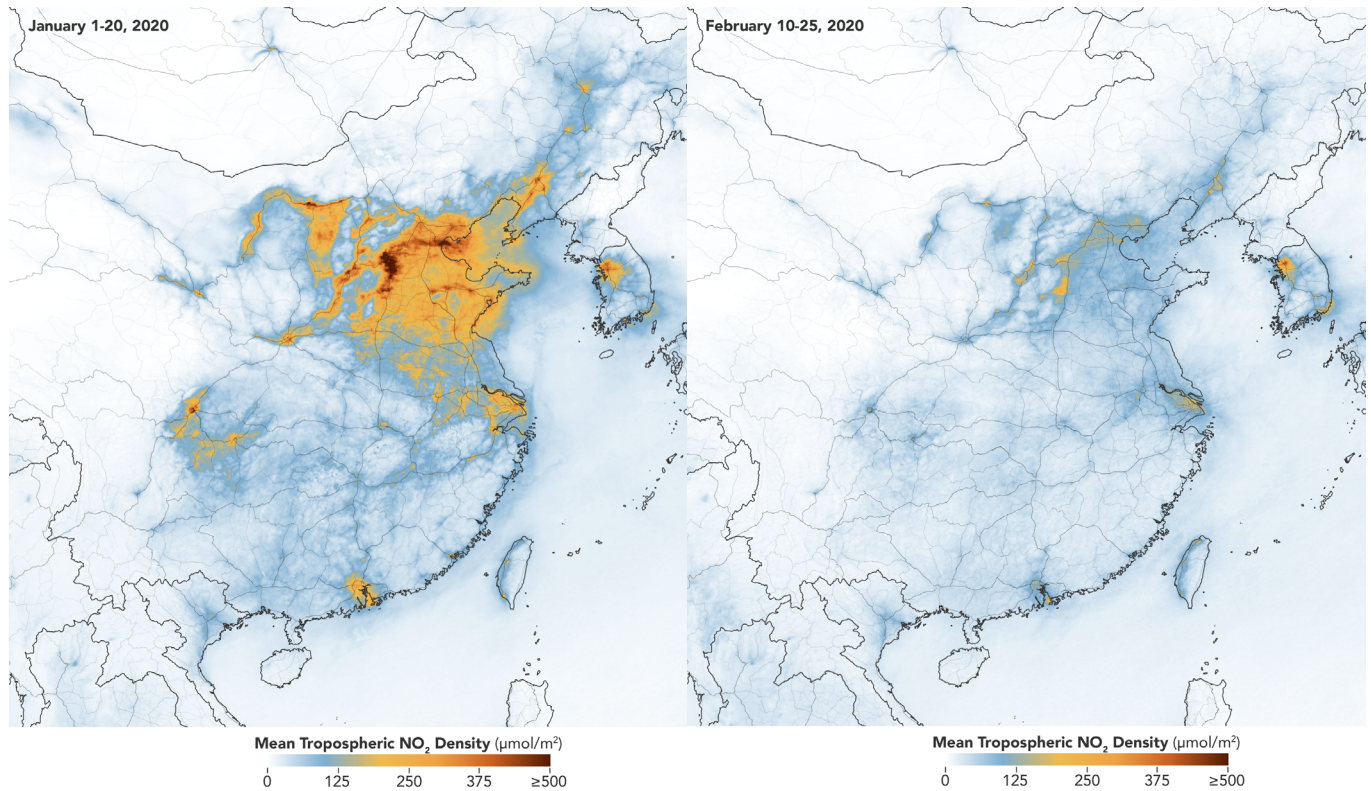 January 1-20, 2020
February 10-25, 2020
Mean Tropospheric NO₂ Density (µmol/m²)
0 125 250 375 ≥500
Mean Tropospheric NO₂ Density (µmol/m²)
0 125 250 375 ≥500